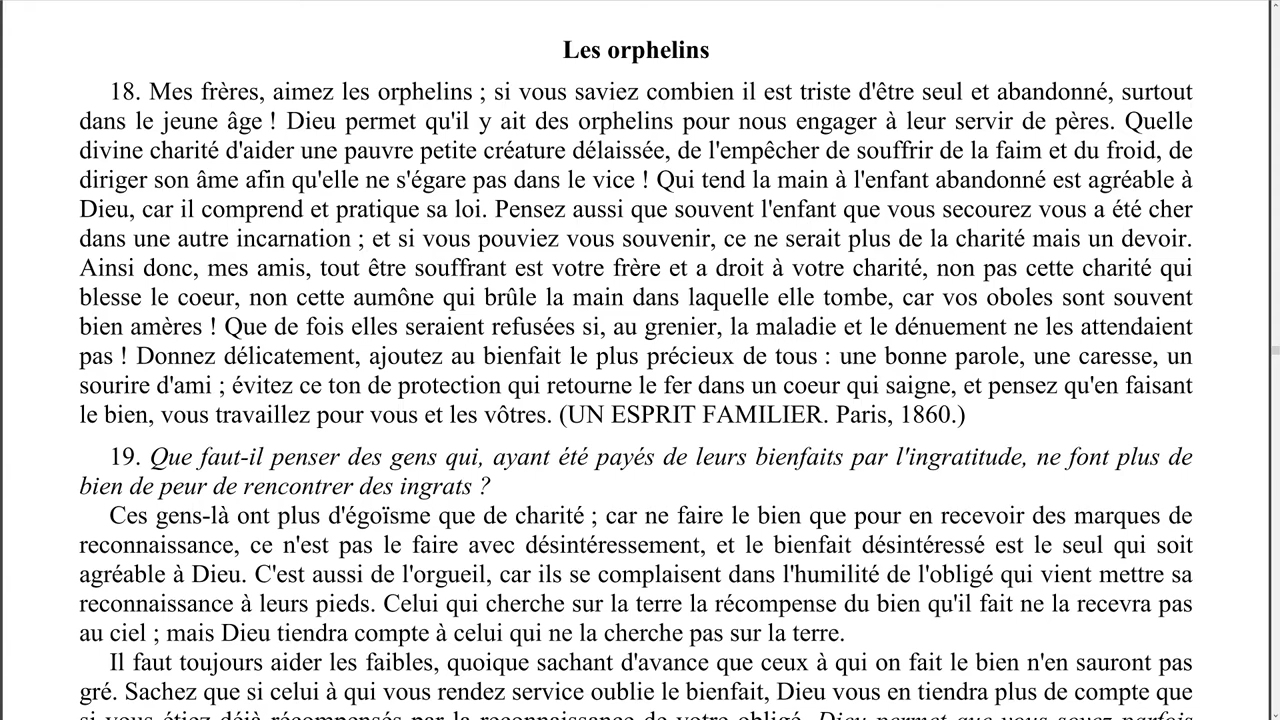 Les orphelins
18. Mes frères, aimez les orphelins ; si vous saviez combien il est triste d'être seul et abandonné, surtout
dans le jeune âge ! Dieu permet qu'il y ait des orphelins pour nous engager à leur servir de pères. Quelle
divine charité d'aider une pauvre petite créature délaissée, de l'empêcher de souffrir de la faim et du froid, de
diriger son âme afin qu'elle ne s'égare pas dans le vice ! Qui tend la main à l'enfant abandonné est agréable à
Dieu, car il comprend et pratique sa loi. Pensez aussi que souvent l'enfant que vous secourez vous a été cher
dans une autre incarnation ; et si vous pouviez vous souvenir, ce ne serait plus de la charité mais un devoir.
Ainsi donc, mes amis, tout être souffrant est votre frère et a droit à votre charité, non pas cette charité qui
blesse le coeur, non cette aumône qui brûle la main dans laquelle elle tombe, car vos oboles sont souvent
bien amères ! Que de fois elles seraient refusées si, au grenier, la maladie et le dénuement ne les attendaient
pas ! Donnez délicatement, ajoutez au bienfait le plus précieux de tous : une bonne parole, une caresse, un
sourire d'ami ; évitez ce ton de protection qui retourne le fer dans un coeur qui saigne, et pensez qu'en faisant
le bien, vous travaillez pour vous et les vôtres. (UN ESPRIT FAMILIER. Paris, 1860.)
19. Que faut-il penser des gens qui, ayant été payés de leurs bienfaits par l'ingratitude, ne font plus de
bien de peur de rencontrer des ingrats ?
Ces gens-là ont plus d'égoïsme que de charité ; car ne faire le bien que pour en recevoir des marques de
reconnaissance, ce n'est pas le faire avec désintéressement, et le bienfait désintéressé est le seul qui soit
agréable à Dieu. C'est aussi de l'orgueil, car ils se complaisent dans l'humilité de l'obligé qui vient mettre sa
reconnaissance à leurs pieds. Celui qui cherche sur la terre la récompense du bien qu'il fait ne la recevra pas
au ciel ; mais Dieu tiendra compte à celui qui ne la cherche pas sur la terre.
Il faut toujours aider les faibles, quoique sachant d'avance que ceux à qui on fait le bien n'en sauront pas
gré. Sachez que si celui à qui vous rendez service oublie le bienfait, Dieu vous en tiendra plus de compte que
si vous étiez déjà récompensés par la reconnaissance de votre obligé. Dieu permet que vous soyez parfois